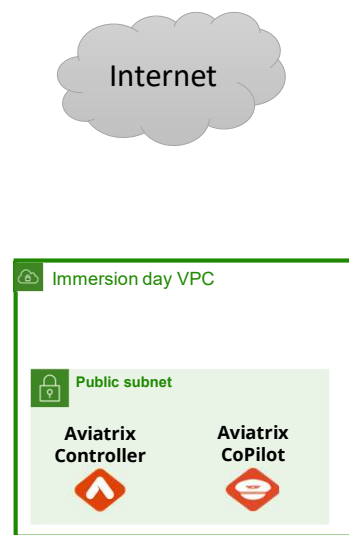 Internet
Immersion day VPC
Public subnet
Aviatrix
Controller
Aviatrix
CoPilot